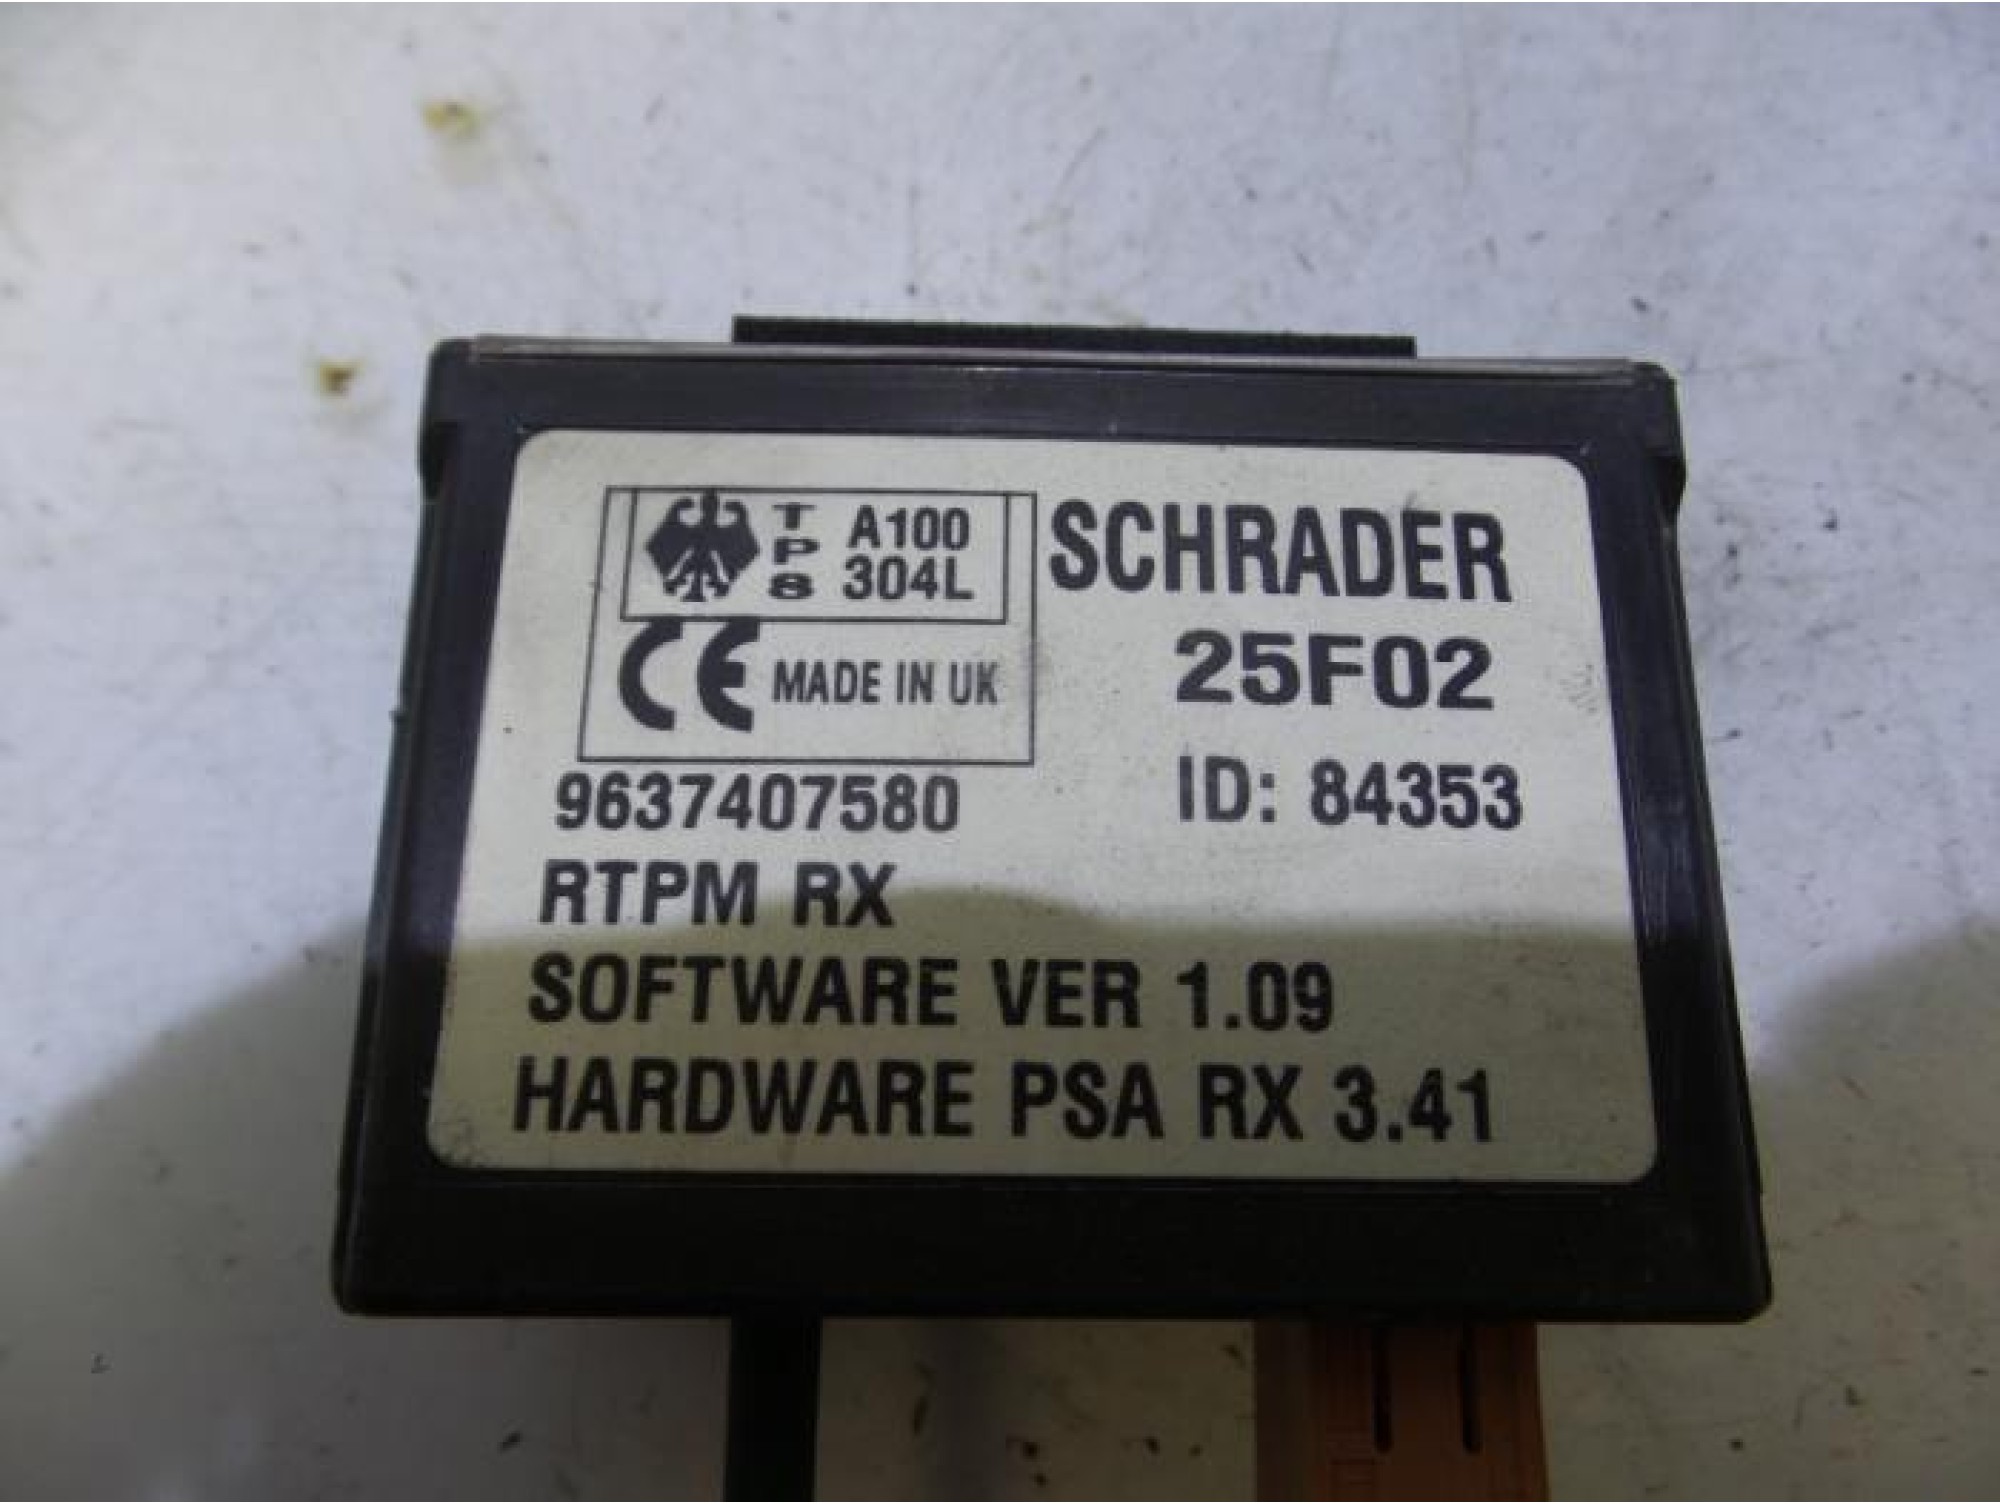 TPS A100
304L
SCHRADER
CE MADE IN UK
25F02
9637407580
ID: 84353
RTPM RX
SOFTWARE VER 1.09
HARDWARE PSA RX 3.41